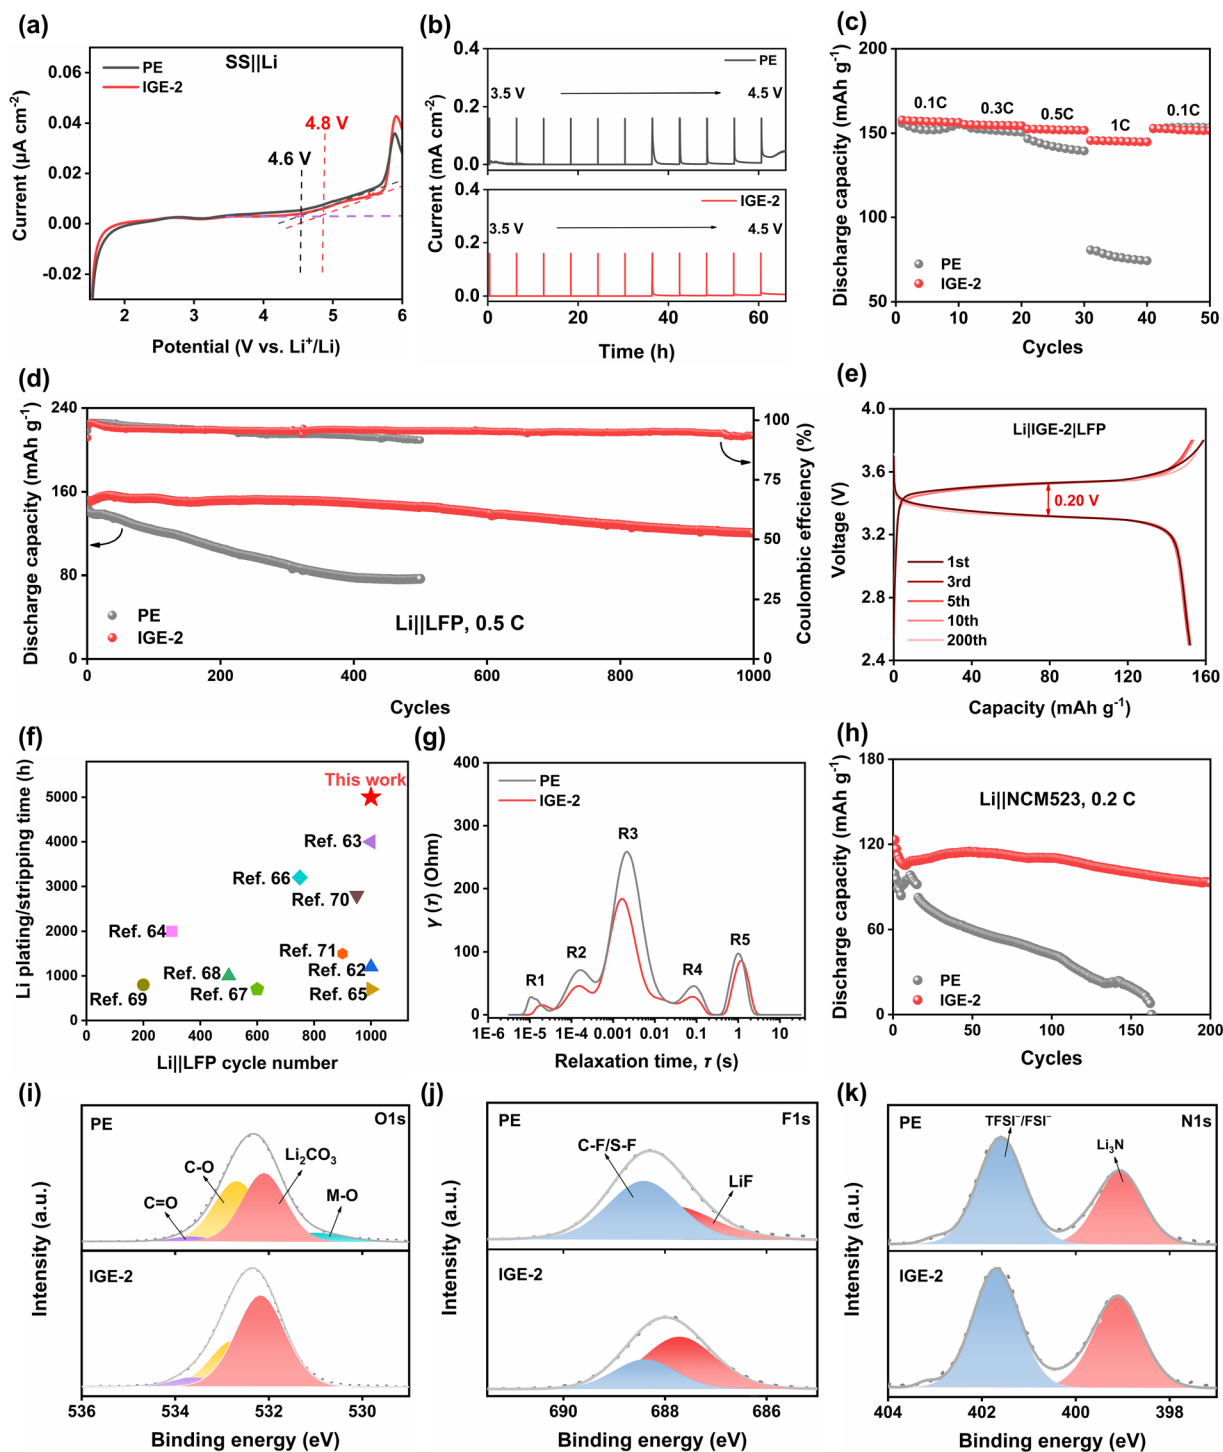 (a)
0.06
0.04
0.02
0.00
-0.02
Current (μA cm-2)
PE
IGE-2
SS||Li
4.8 V
4.6 V
2
3
4
5
6
Potential (V vs. Li+/Li)
(b)
0.4
0.2
0.0
PE
3.5 V
4.5 V
Current (mA cm-2)
0.4
0.2
0.0
IGE-2
3.5 V
4.5 V
0
20
40
60
Time (h)
(c)
200
150
100
50
Discharge capacity (mAh g-1)
0.1C
0.3C
0.5C
1C
0.1C
PE
IGE-2
0
10
20
30
40
50
Cycles
(d)
240
160
80
0
Discharge capacity (mAh g-1)
100
75
50
25
0
Coulombic effciency (%)
PE
IGE-2
Li||LFP, 0.5 C
0
200
400
600
800
1000
Cycles
(e)
4.0
3.6
3.2
2.8
2.4
Voltage (V)
Li|IGE-2|LFP
0.20 V
1st
3rd
5th
10th
200th
0
40
80
120
160
Capacity (mAh g-1)
(f)
5000
4000
3000
2000
1000
0
Li plating/stripping time (h)
This work
Ref. 63
Ref. 66
Ref. 70
Ref. 64
Ref. 71
Ref. 68
Ref. 62
Ref. 69
Ref. 67
Ref. 65
0
200
400
600
800
1000
Li||LFP cycle number
(g)
400
300
200
100
0
γ (τ) (Ohm)
PE
IGE-2
R1
R2
R3
R4
R5
1E-6
1E-5
1E-4
0.001
0.01
0.1
1
10
Relaxation time, τ (s)
(h)
180
120
60
0
Discharge capacity (mAh g-1)
Li||NCM523, 0.2 C
PE
IGE-2
0
50
100
150
200
Cycles
(i)
PE
O1s
C=O
C-O
Li2CO3
M-O
IGE-2
Intensity (a.u.)
536
534
532
530
Binding energy (eV)
(j)
PE
F1s
C-F/S-F
LiF
IGE-2
Intensity (a.u.)
690
688
686
Binding energy (eV)
(k)
PE
N1s
TFSI−/FSI−
Li3N
IGE-2
Intensity (a.u.)
404
402
400
398
Binding energy (eV)